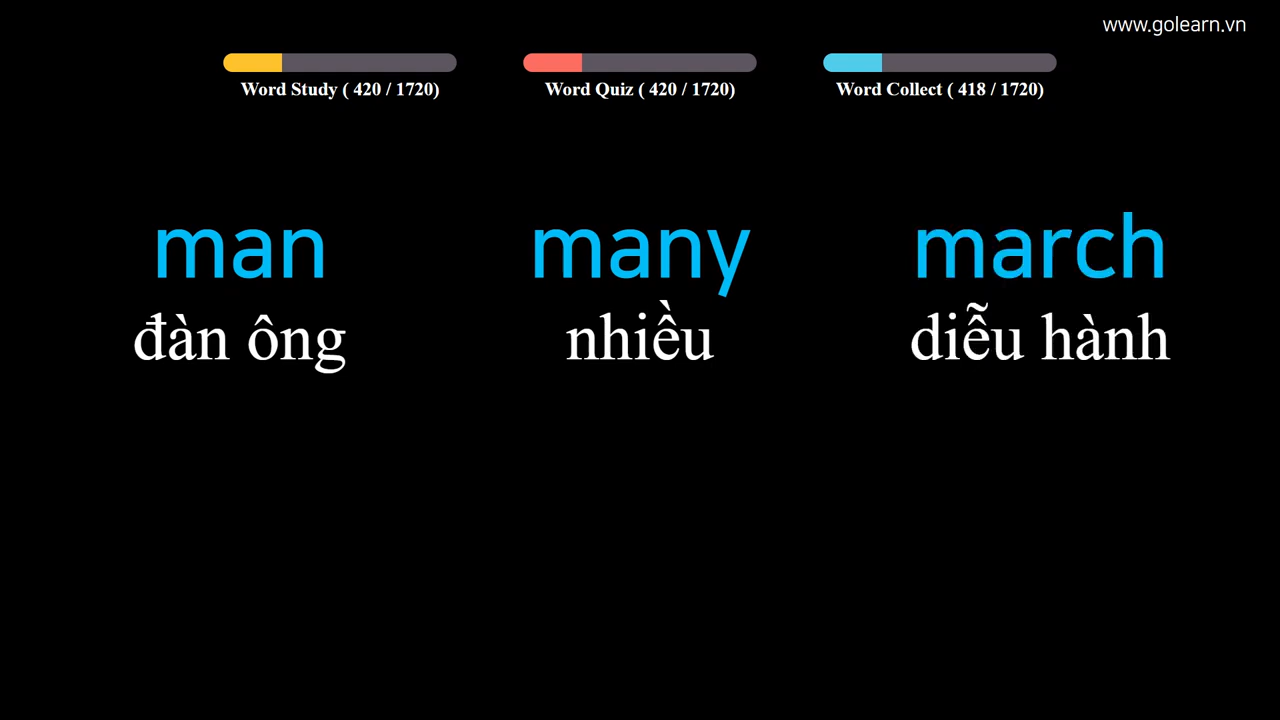 www.golearn.vn
Word Study ( 420 / 1720)
Word Quiz ( 420 / 1720)
Word Collect ( 418 / 1720)
man
many
march
đàn ông
nhiều
diễu hành